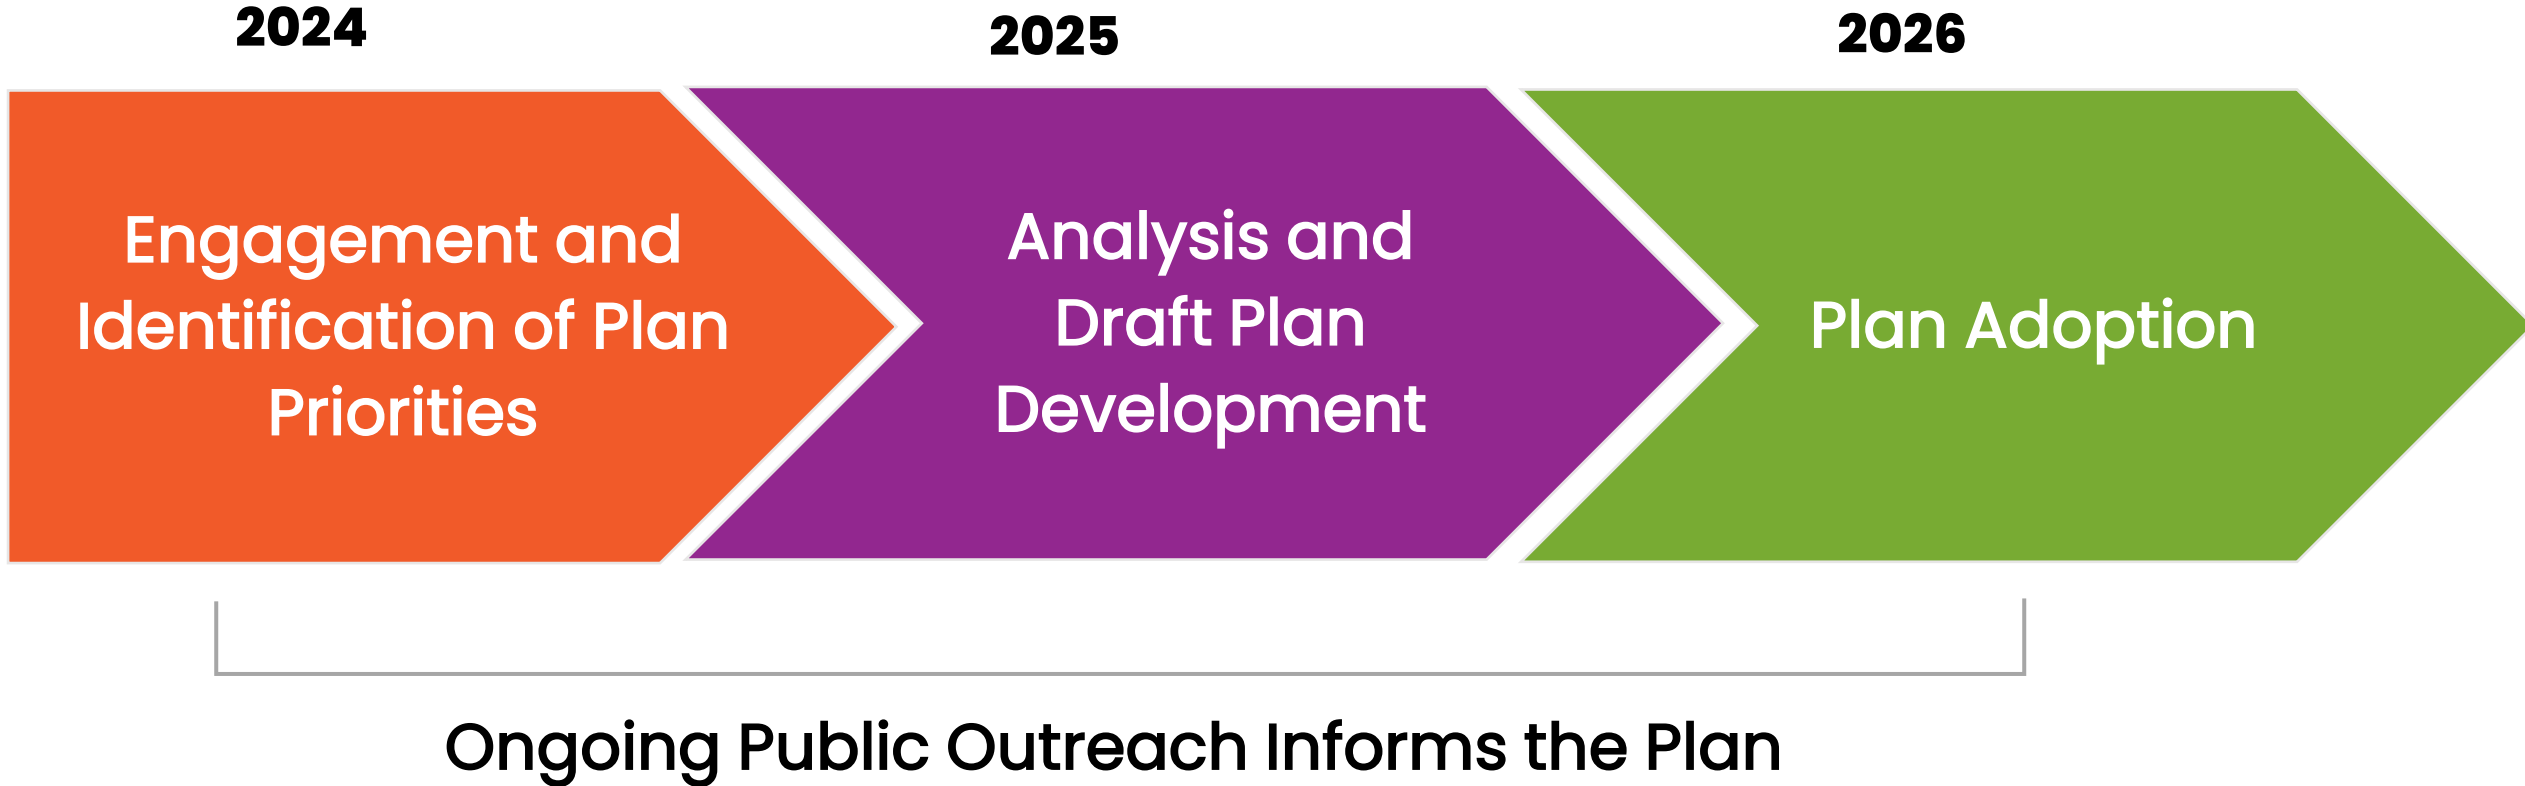 2024
2025
2026
Engagement and
Identification of Plan
Priorities
Analysis and
Draft Plan
Development
Plan Adoption
Ongoing Public Outreach Informs the Plan